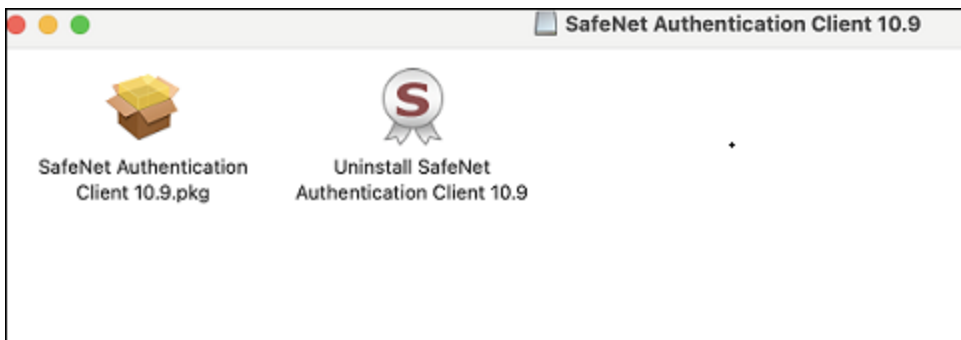 SafeNet Authentication Client 10.9
S
SafeNet Authentication
Client 10.9.pkg
Uninstall SafeNet
Authentication Client 10.9